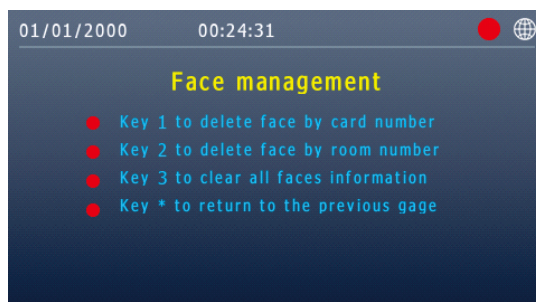 01/01/2000 00:24:31
Face management
Key 1 to delete face by card number
Key 2 to delete face by room number
Key 3 to clear all faces information
Key * to return to the previous gage